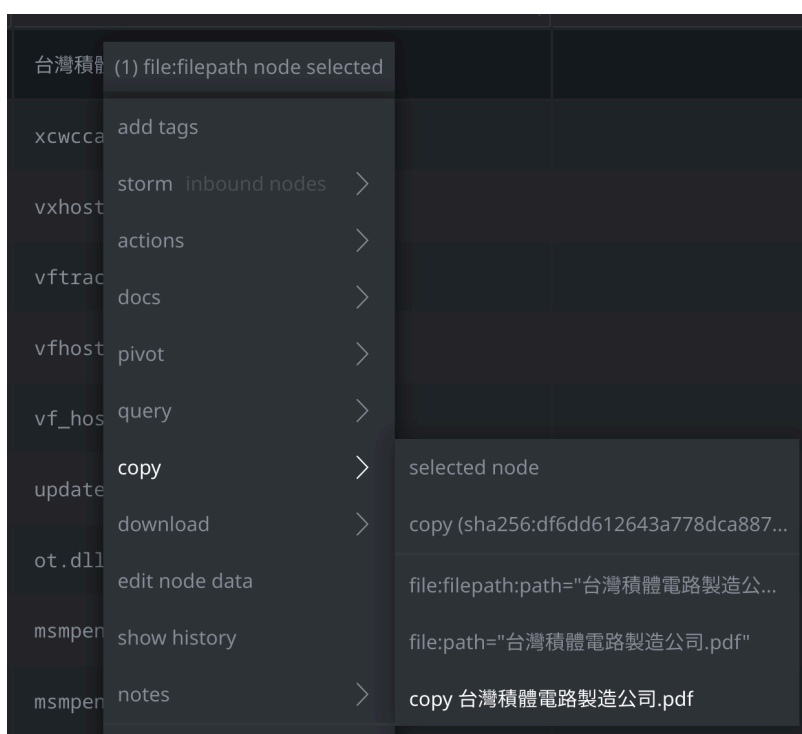 台灣積
(1) file:filepath node selected
add tags
xcwcca
storm inbound nodes
vxhost
actions
vftrac
docs
vfhost
pivot
query
vf_hos
copy
selected node
update
download
copy (sha256:df6dd612643a778dca887...
ot.dll
edit node data
file:filepath:path="台灣積體電路製造公...
msmpen
show history
file:path="台灣積體電路製造公司.pdf"
msmpen
notes
copy 台灣積體電路製造公司.pdf